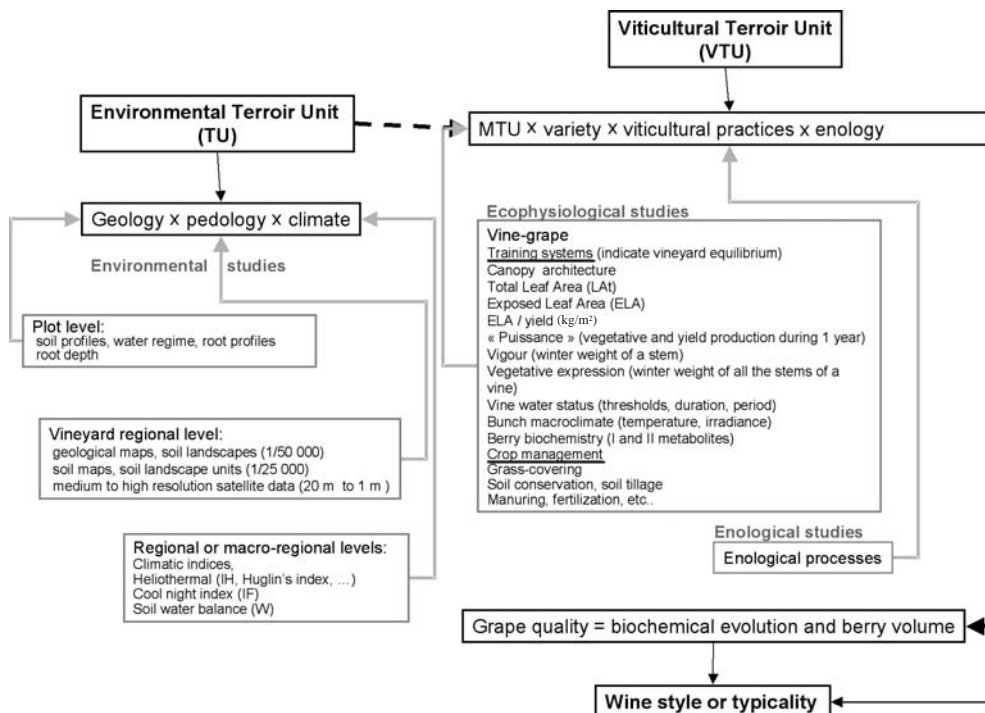 Viticultural Terroir Unit
(VTU)
Environmental Terroir Unit
(TU)
MTU x variety x viticultural practices x enology
Geology x pedology x climate
Environmental studies
Plot level:
soil profiles, water regime, root profiles
root depth
Vineyard regional level:
geological maps, soil landscapes (1/50 000)
soil maps, soil landscape units (1/25 000)
medium to high resolution satellite data (20 m to 1 m )
Regional or macro-regional levels:
Climatic indices,
Heliothermal (IH, Huglin's index, ...)
Cool night index (IF)
Soil water balance (W)
Ecophysiological studies
Vine-grape
Training systems (indicate vineyard equilibrium)
Canopy architecture
Total Leaf Area (LAt)
Exposed Leaf Area (ELA)
ELA / yield (kg/m²)
« Puissance » (vegetative and yield production during 1 year)
Vigour (winter weight of a stem)
Vegetative expression (winter weight of all the stems of a
vine)
Vine water status (thresholds, duration, period)
Bunch macroclimate (temperature, irradiance)
Berry biochemistry (I and II metabolites)
Crop management
Grass-covering
Soil conservation, soil tillage
Manuring, fertilization, etc..
Enological studies
Enological processes
Grape quality = biochemical evolution and berry volume
Wine style or typicality